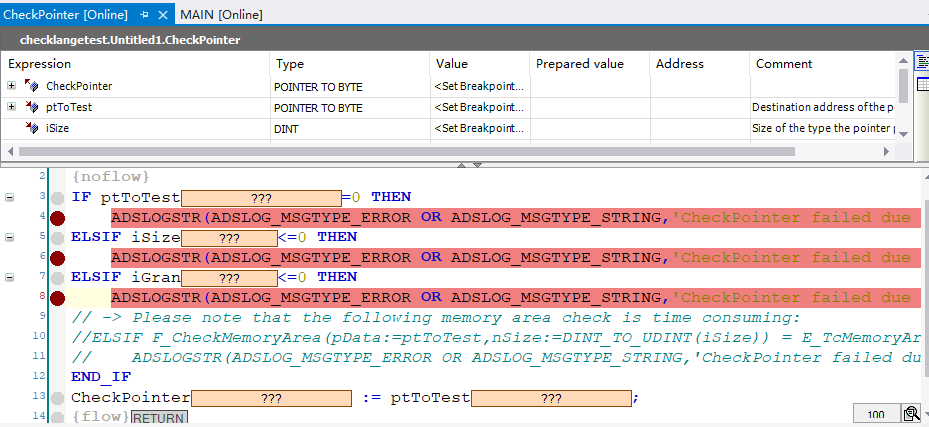 CheckPointer [Online] MAIN [Online]
checklangetest.Untitled1.CheckPointer
Expression Type Value Prepared value Address Comment
CheckPointer POINTER TO BYTE <Set Breakpoint...
ptToTest POINTER TO BYTE <Set Breakpoint... Destination address of the p
iSize DINT <Set Breakpoint... Size of the type the pointer
2 {noflow}
3 IF ptToTest ??? =0 THEN
4 ADSLOGSTR(ADSLOG_MSGTYPE_ERROR OR ADSLOG_MSGTYPE_STRING,'CheckPointer failed due
5 ELSIF iSize ??? <=0 THEN
6 ADSLOGSTR(ADSLOG_MSGTYPE_ERROR OR ADSLOG_MSGTYPE_STRING,'CheckPointer failed due
7 ELSIF iGran ??? <=0 THEN
8 ADSLOGSTR(ADSLOG_MSGTYPE_ERROR OR ADSLOG_MSGTYPE_STRING,'CheckPointer failed due
9 // -> Please note that the following memory area check is time consuming:
10 //ELSIF F_CheckMemoryArea(pData:=ptToTest,nSize:=DINT_TO_UDINT(iSize)) = E_TcMemoryAr
11 // ADSLOGSTR(ADSLOG_MSGTYPE_ERROR OR ADSLOG_MSGTYPE_STRING,'CheckPointer failed du
12 END_IF
13 CheckPointer ??? := ptToTest ??? ;
14 {flow} RETURN
100